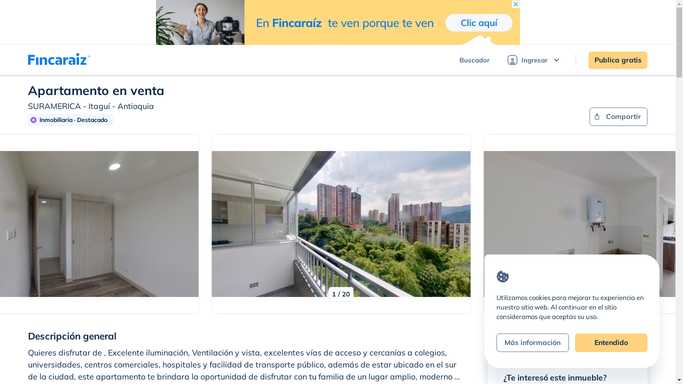 En Fincaraíz te ven porque te ven
Clic aquí
Fincaraiz
Buscador
Ingresar
Publica gratis
Apartamento en venta
SURAMERICA - Itaguí - Antioquia
Inmobiliaria · Destacado
Compartir
1 / 20
Utilizamos cookies para mejorar tu experiencia en
nuestro sitio web. Al continuar en el sitio
consideramos que aceptas su uso.
Más información
Entendido
Descripción general
Quieres disfrutar de . Excelente iluminación, Ventilación y vista, excelentes vías de acceso y cercanías a colegios,
universidades, centros comerciales, hospitales y facilidad de transporte público, además de estar ubicado en el sur
de la ciudad, este apartamento te brindara la oportunidad de disfrutar con tu familia de un lugar amplio, moderno ...
¿Te interesó este inmueble?